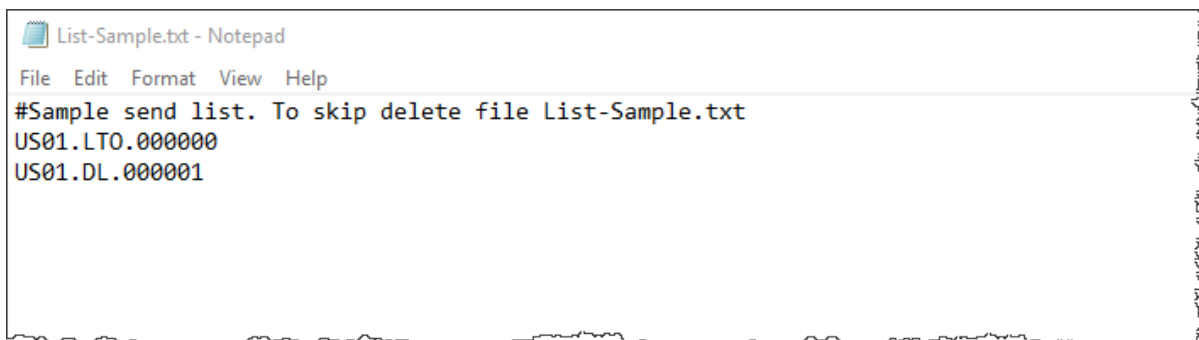 List-Sample.txt - Notepad
File Edit Format View Help
#Sample send list. To skip delete file List-Sample.txt
US01.LTO.000000
US01.DL.000001